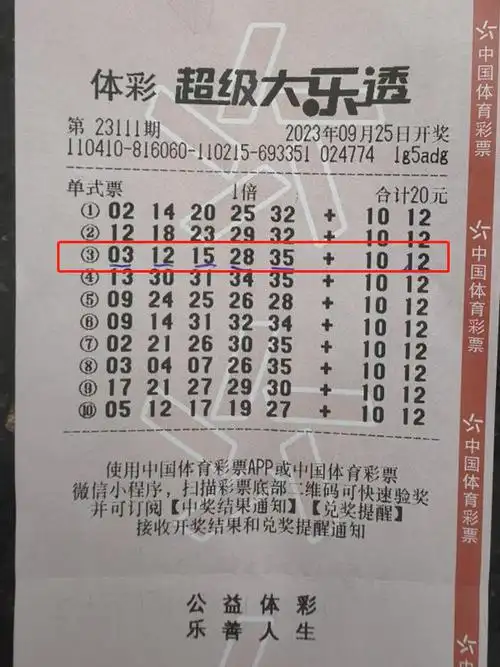 体彩 超级大乐透
第 23111期 2023年09月25日开奖
110410-816060-110215-693351 024774 1g5adg
单式票 1倍 合计20元
① 02 14 20 25 32 + 10 12
② 12 18 23 29 32 + 10 12
③ 03 12 15 28 35 + 10 12
④ 13 30 31 34 35 + 10 12
⑤ 09 24 25 26 28 + 10 12
⑥ 09 14 31 32 34 + 10 12
⑦ 02 21 26 30 35 + 10 12
⑧ 03 04 07 26 35 + 10 12
⑨ 17 21 27 29 30 + 10 12
⑩ 05 12 17 19 27 + 10 12
使用中国体育彩票APP或中国体育彩票
微信小程序，扫描彩票底部二维码可快速验奖
并可订阅【中奖结果通知】【兑奖提醒】
接收开奖结果和兑奖提醒通知
公益体彩
乐善人生
中国体育彩票
中国体育彩票
中国体育彩票
中国体育彩票